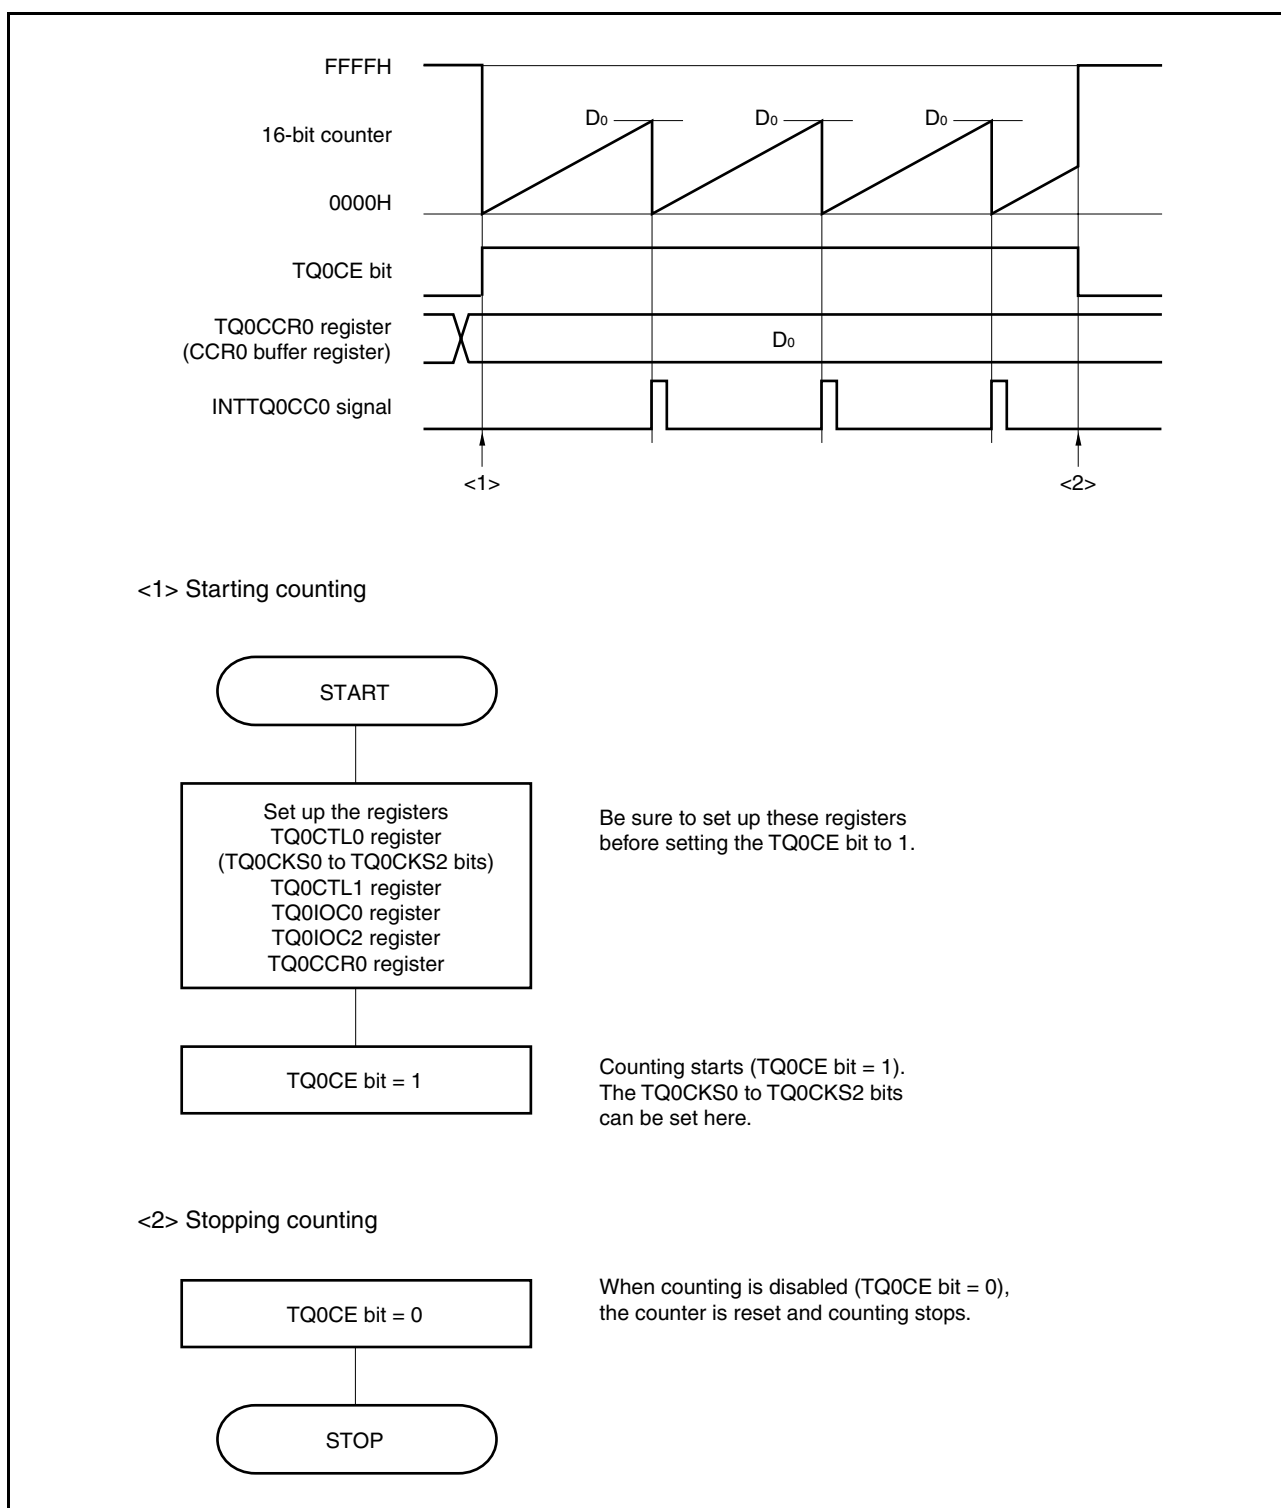 FFFFH
D0 D0 D0
16-bit counter
0000H
TQ0CE bit
TQ0CCR0 register
(CCR0 buffer register)
D0
INTTQ0CC0 signal
<1> <2>
<1> Starting counting
START
Set up the registers
TQ0CTL0 register
(TQ0CKS0 to TQ0CKS2 bits)
TQ0CTL1 register
TQ0IOC0 register
TQ0IOC2 register
TQ0CCR0 register
Be sure to set up these registers
before setting the TQ0CE bit to 1.
TQ0CE bit = 1
Counting starts (TQ0CE bit = 1).
The TQ0CKS0 to TQ0CKS2 bits
can be set here.
<2> Stopping counting
TQ0CE bit = 0
When counting is disabled (TQ0CE bit = 0),
the counter is reset and counting stops.
STOP